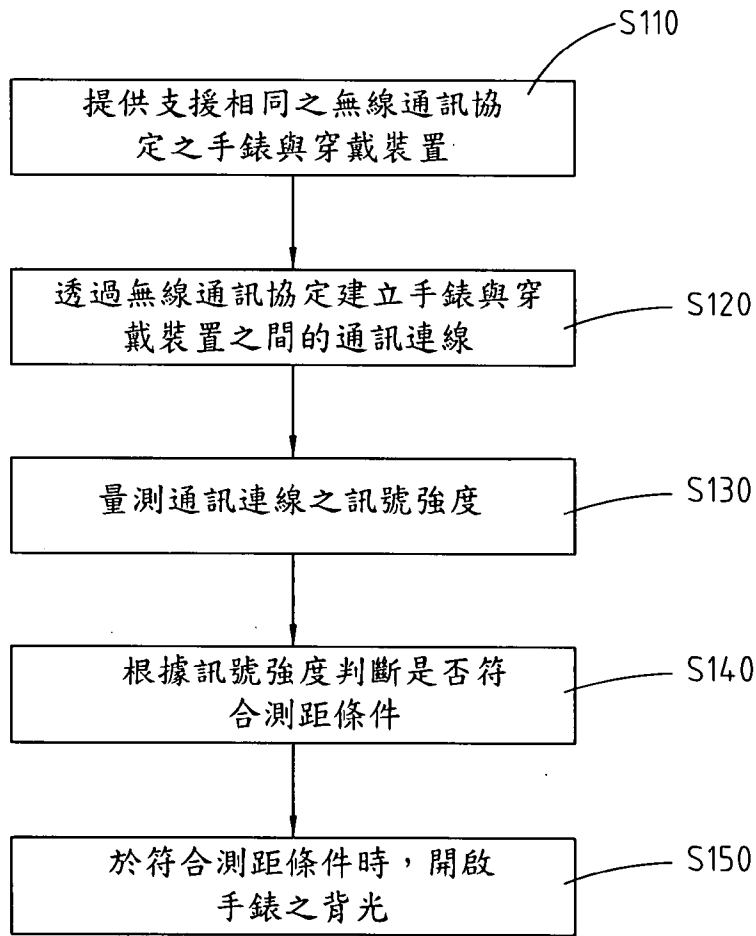 S110
提供支援相同之無線通訊協
定之手錶與穿戴裝置
透過無線通訊協定建立手錶與穿
戴裝置之間的通訊連線
S120
量測通訊連線之訊號強度
S130
根據訊號強度判斷是否符
合測距條件
S140
於符合測距條件時，開啟
手錶之背光
S150